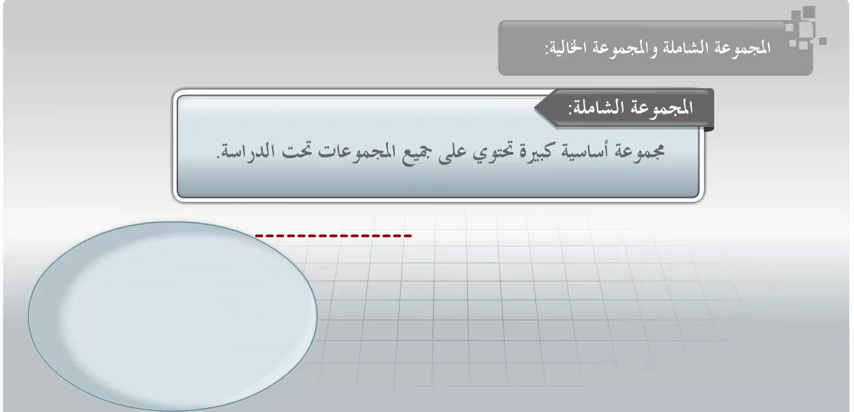 المجموعة الشاملة والمجموعة الخالية:
المجموعة الشاملة:
مجموعة أساسية كبيرة تحتوي على جميع المجموعات تحت الدراسة.